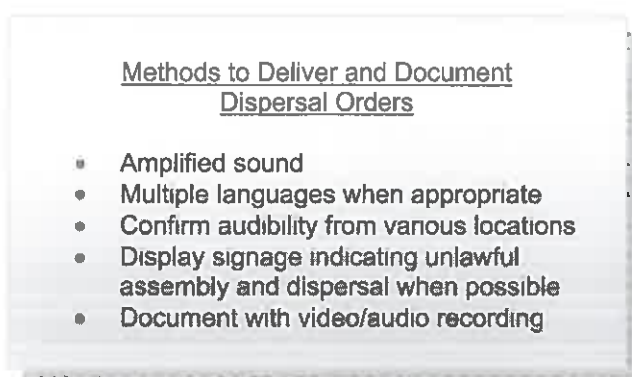 Methods to Deliver and Document
Dispersal Orders
• Amplified sound
• Multiple languages when appropriate
• Confirm audibility from various locations
• Display signage indicating unlawful
assembly and dispersal when possible
• Document with video/audio recording